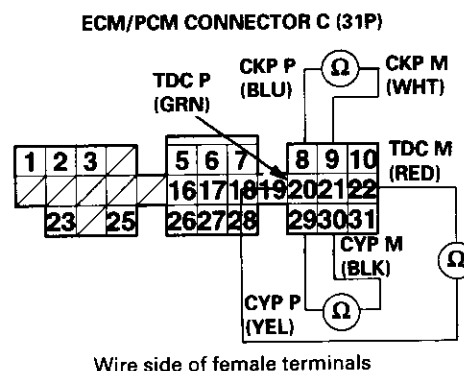 ECM/PCM CONNECTOR C (31P)
CKP P
(BLU)
Ω
CKP M
(WHT)
TDC P
(GRN)
TDC M
(RED)
1 2 3 5 6 7 8 9 10
16 17 18 19 20 21 22
23 25 26 27 28 29 30 31
Ω
CYP M
(BLK)
CYP P
(YEL)
Ω
Wire side of female terminals